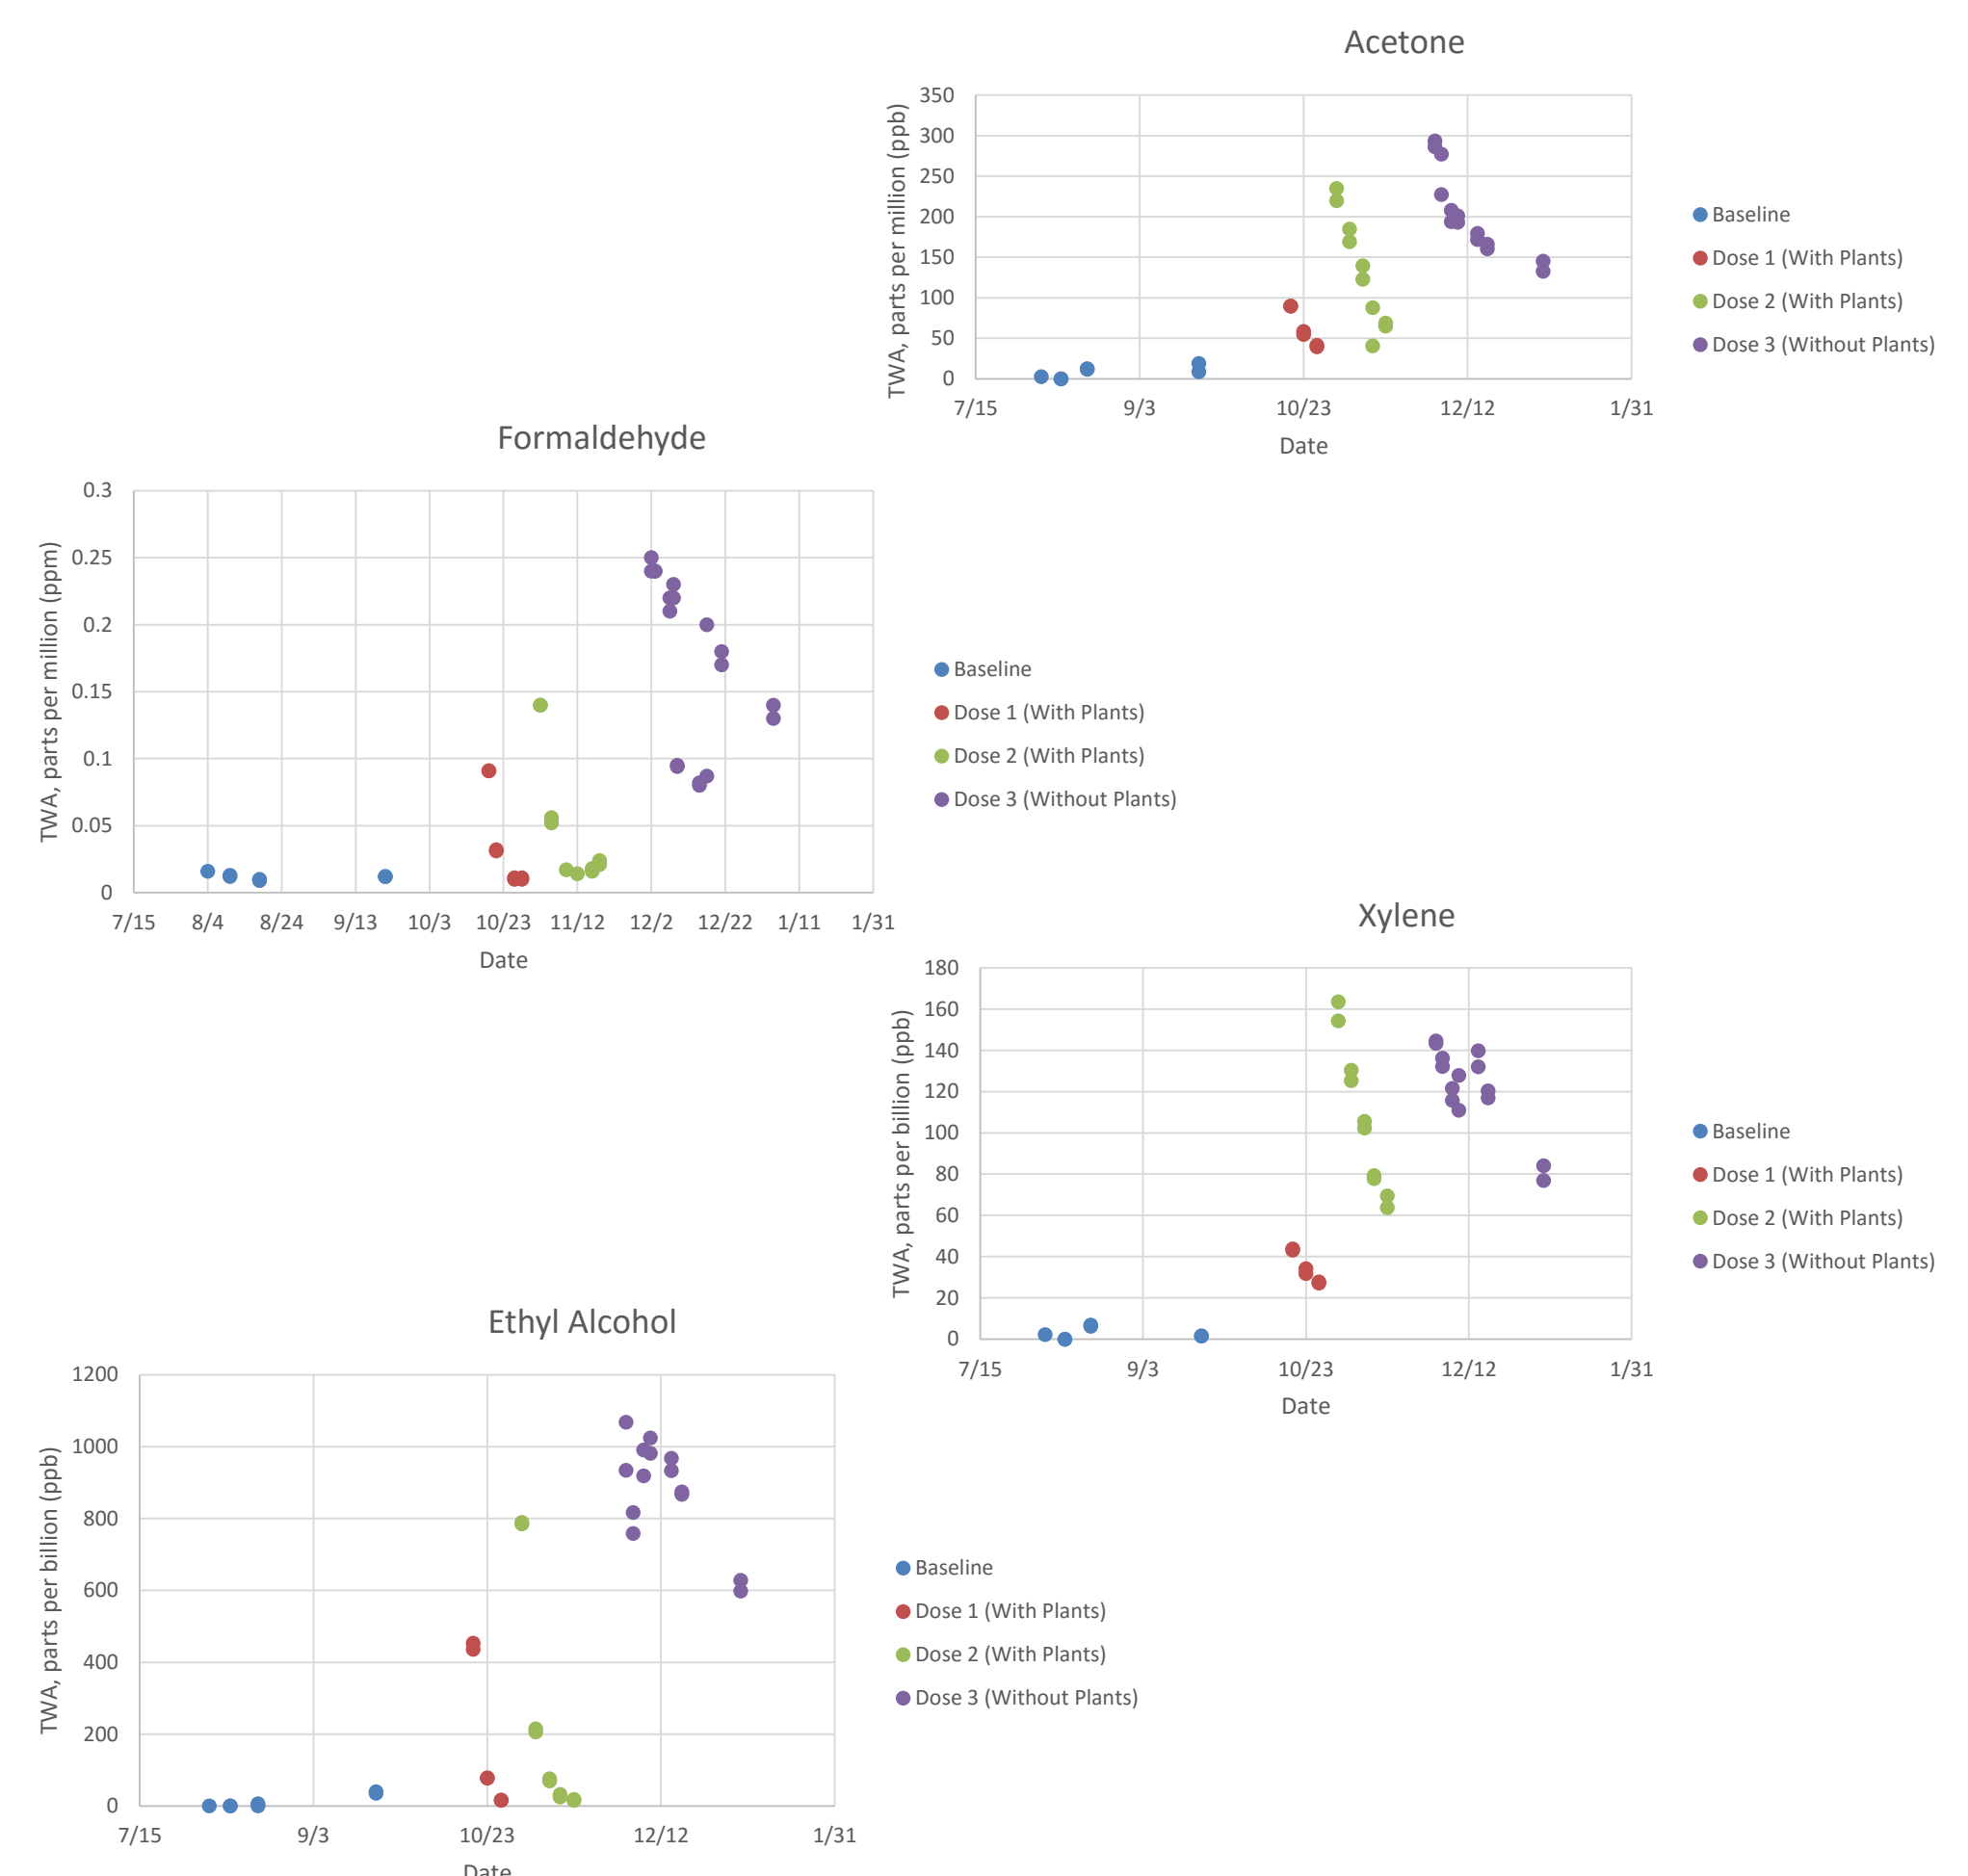 Acetone
TWA, parts per million (ppb)
350
300
250
200
150
100
50
0
7/15 9/3 10/23 12/12 1/31
Date
Baseline
Dose 1 (With Plants)
Dose 2 (With Plants)
Dose 3 (Without Plants)
Formaldehyde
TWA, parts per million (ppm)
0.3
0.25
0.2
0.15
0.1
0.05
0
7/15 8/4 8/24 9/13 10/3 10/23 11/12 12/2 12/22 1/11 1/31
Date
Baseline
Dose 1 (With Plants)
Dose 2 (With Plants)
Dose 3 (Without Plants)
Xylene
TWA, parts per billion (ppb)
180
160
140
120
100
80
60
40
20
0
7/15 9/3 10/23 12/12 1/31
Date
Baseline
Dose 1 (With Plants)
Dose 2 (With Plants)
Dose 3 (Without Plants)
Ethyl Alcohol
TWA, parts per billion (ppb)
1200
1000
800
600
400
200
0
7/15 9/3 10/23 12/12 1/31
Date
Baseline
Dose 1 (With Plants)
Dose 2 (With Plants)
Dose 3 (Without Plants)